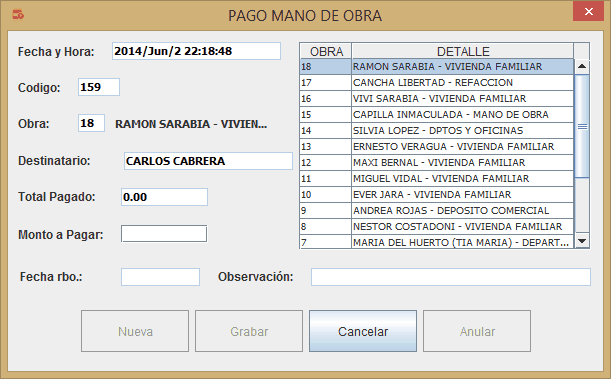 PAGO MANO DE OBRA
Fecha y Hora: 2014/Jun/2 22:18:48
Codigo: 159
Obra: 18 RAMON SARABIA - VIVIEN...
Destinatario: CARLOS CABRERA
Total Pagado: 0.00
Monto a Pagar:
OBRA DETALLE
18 RAMON SARABIA - VIVIENDA FAMILIAR
17 CANCHA LIBERTAD - REFACCION
16 VIVI SARABIA - VIVIENDA FAMILIAR
15 CAPILLA INMACULADA - MANO DE OBRA
14 SILVIA LOPEZ - DPTOS Y OFICINAS
13 ERNESTO VERAGUA - VIVIENDA FAMILIAR
12 MAXI BERNAL - VIVIENDA FAMILIAR
11 MIGUEL VIDAL - VIVIENDA FAMILIAR
10 EVER JARA - VIVIENDA FAMILIAR
9 ANDREA ROJAS - DEPOSITO COMERCIAL
8 NESTOR COSTADONI - VIVIENDA FAMILIAR
7 MARIA DEL HUERTO (TIA MARIA) - DEPART...
Fecha rbo.: Observación:
Nueva Grabar Cancelar Anular